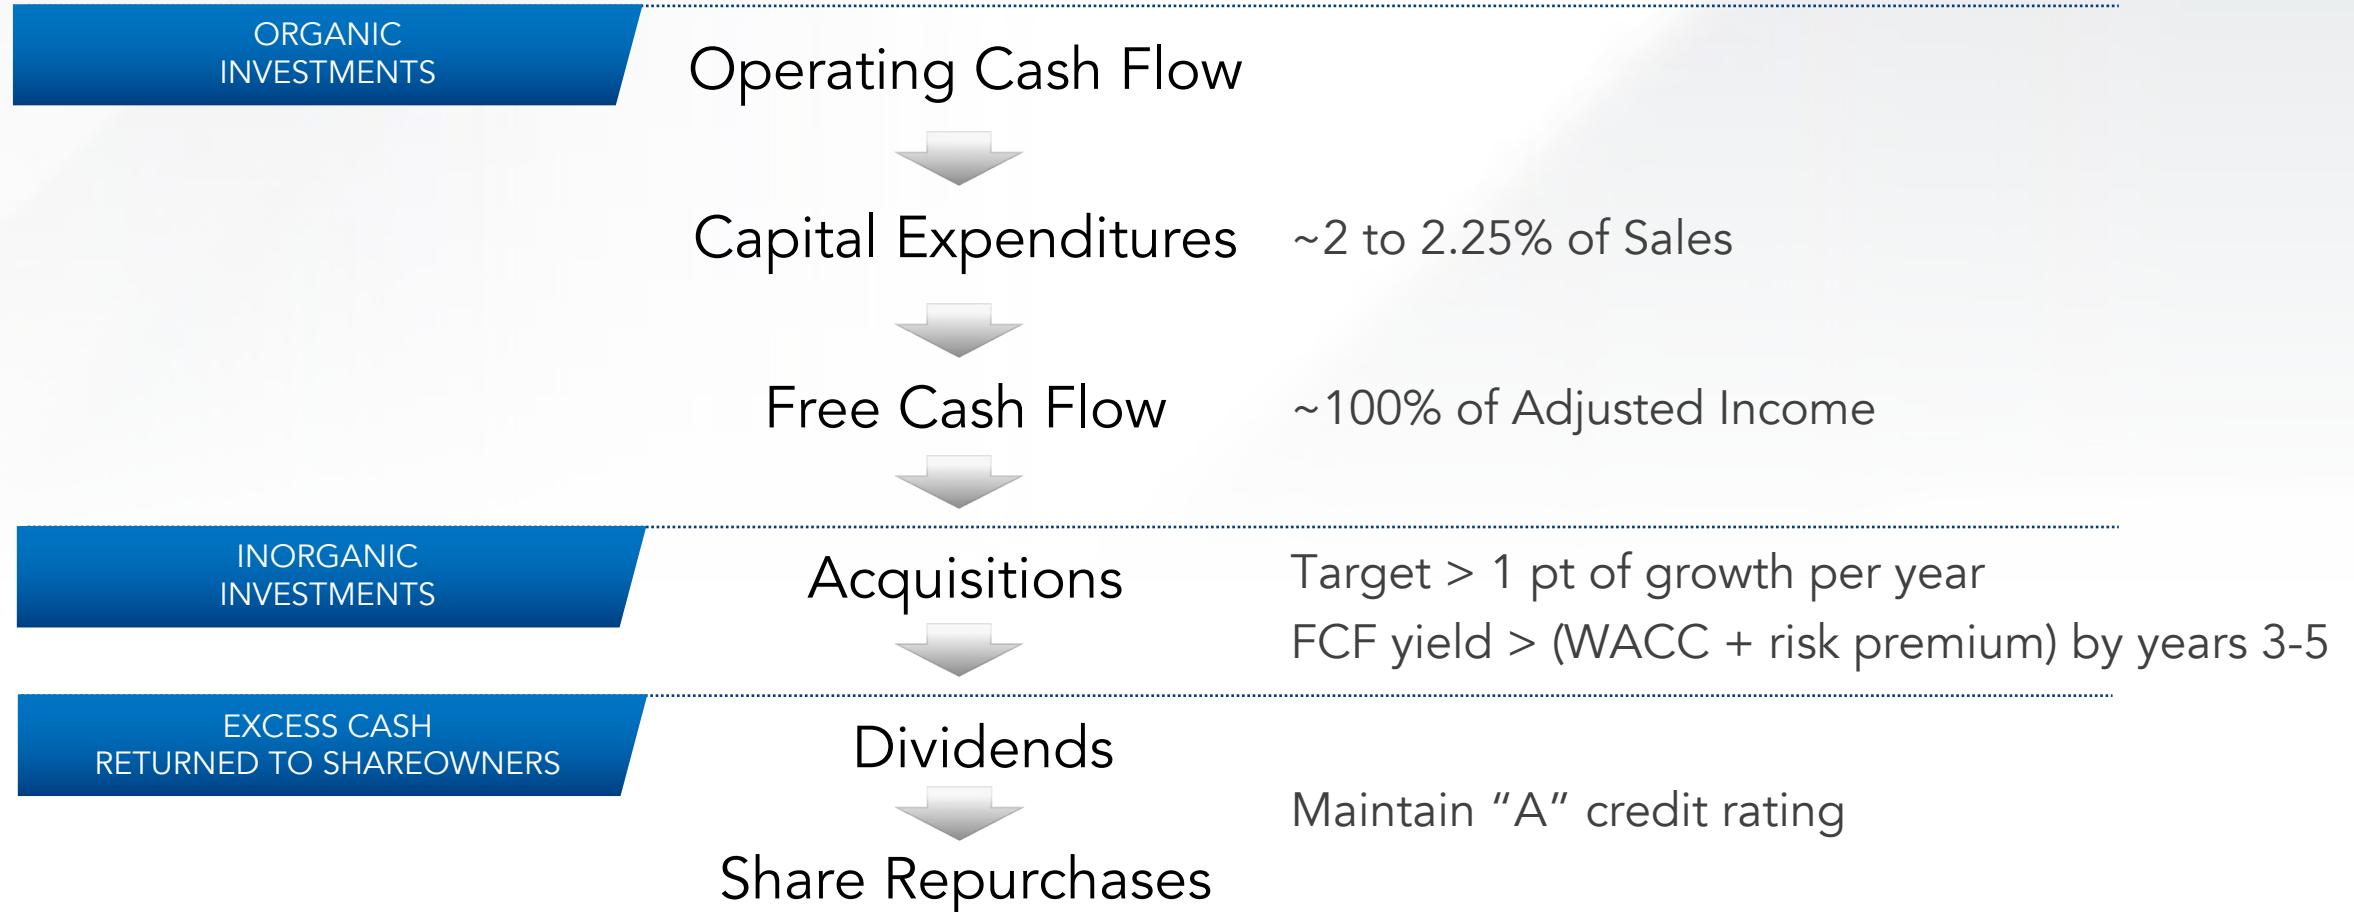 ORGANIC
INVESTMENTS
Operating Cash Flow
Capital Expenditures
~2 to 2.25% of Sales
Free Cash Flow
~100% of Adjusted Income
INORGANIC
INVESTMENTS
Acquisitions
Target > 1 pt of growth per year
FCF yield > (WACC + risk premium) by years 3-5
EXCESS CASH
RETURNED TO SHAREOWNERS
Dividends
Maintain “A” credit rating
Share Repurchases